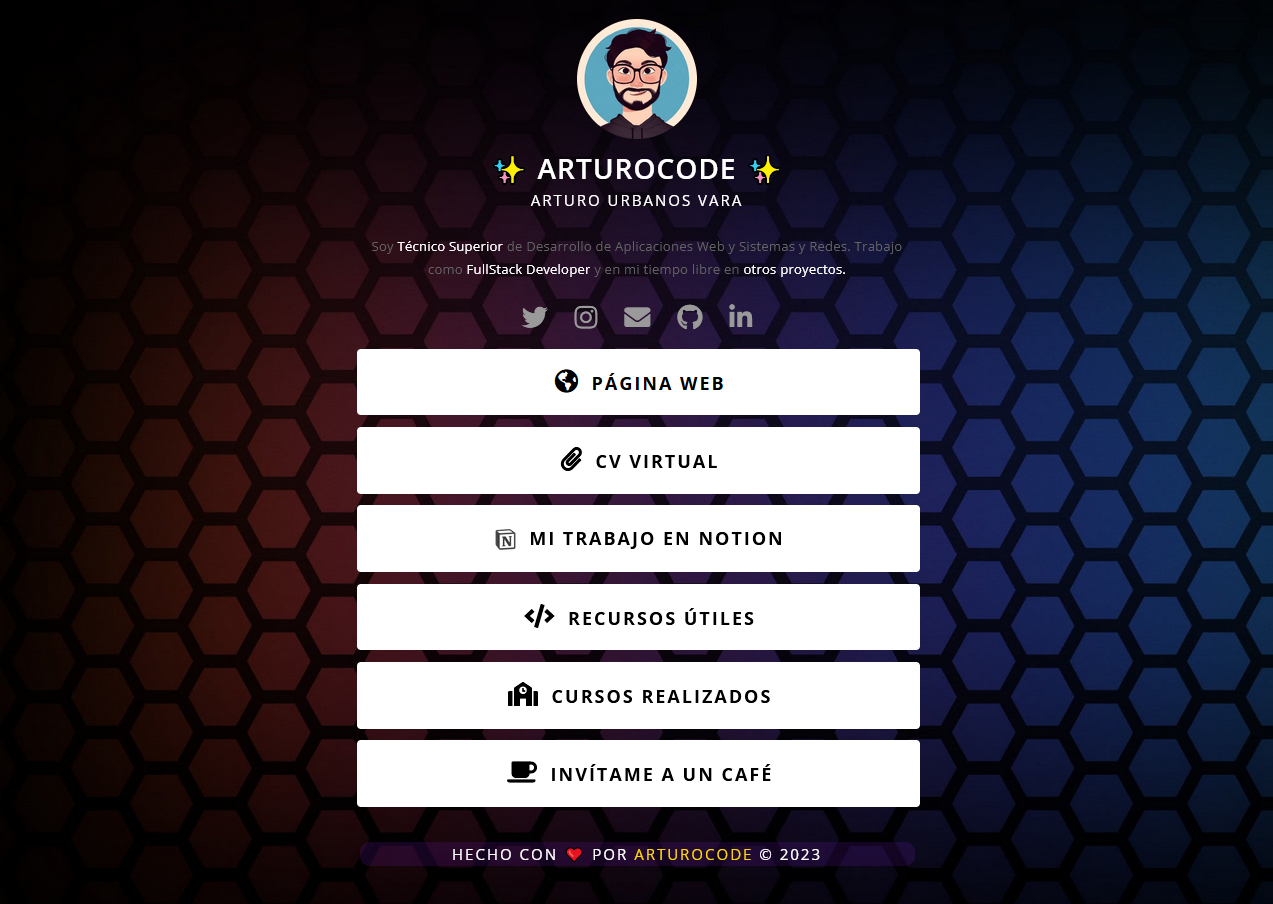 ✨ ARTUROCODE ✨
ARTURO URBANOS VARA
Soy Técnico Superior de Desarrollo de Aplicaciones Web y Sistemas y Redes. Trabajo
como FullStack Developer y en mi tiempo libre en otros proyectos.
PÁGINA WEB
CV VIRTUAL
MI TRABAJO EN NOTION
RECURSOS ÚTILES
CURSOS REALIZADOS
INVÍTAME A UN CAFÉ
HECHO CON ❤ POR ARTUROCODE © 2023